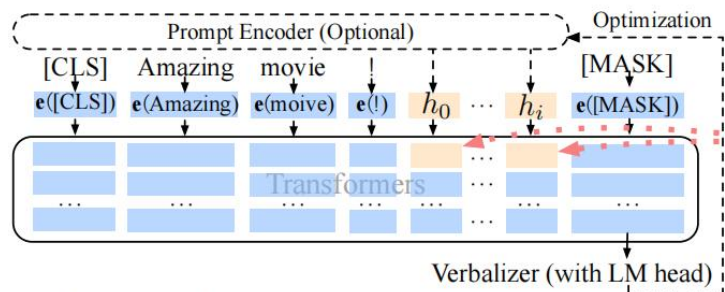 Prompt Encoder (Optional)
Optimization
[CLS] Amazing movie ! [MASK]
e([CLS]) e(Amazing) e(moive) e(!) h0 ... hi e([MASK])
...
Transformers
...
... ... ... ... ... ... ... ...
Verbalizer (with LM head)